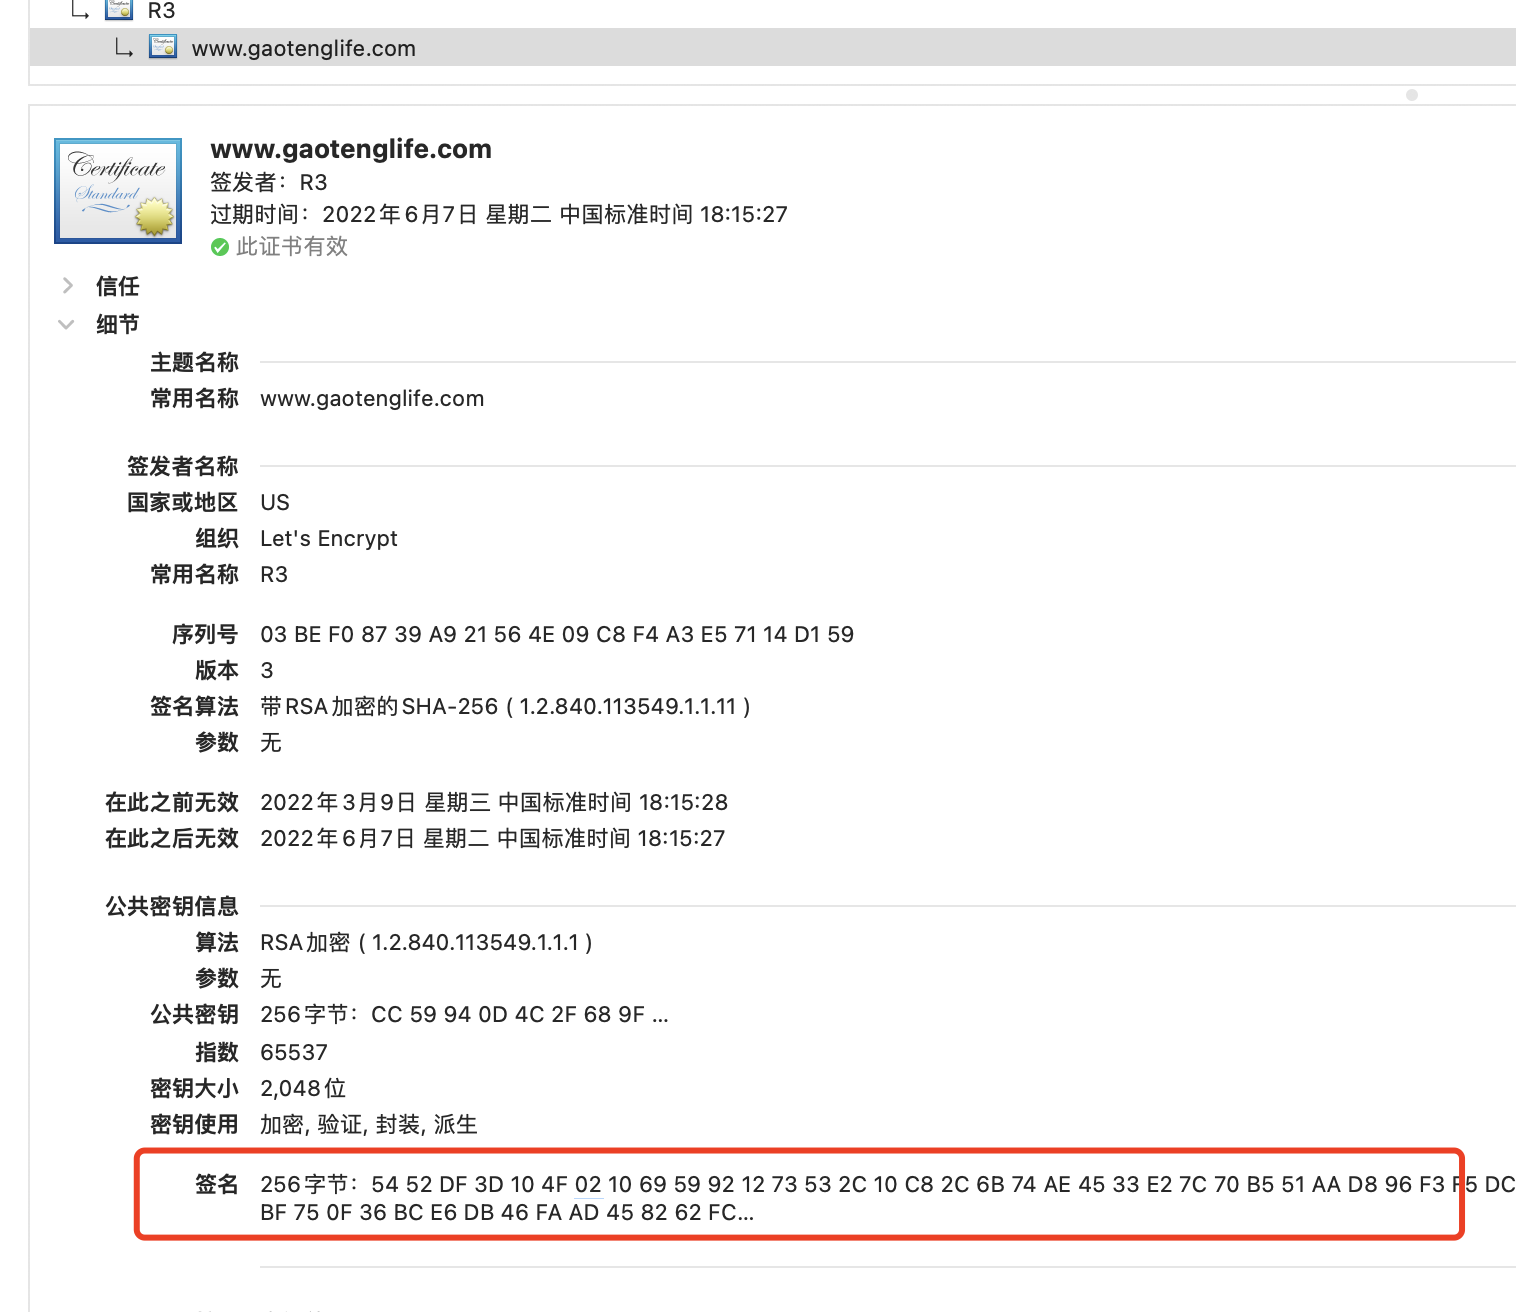 R3
www.gaotenglife.com
Certificate
Standard
www.gaotenglife.com
签发者：R3
过期时间：2022年6月7日 星期二 中国标准时间 18:15:27
此证书有效
信任
细节
主题名称
常用名称 www.gaotenglife.com
签发者名称
国家或地区 US
组织 Let's Encrypt
常用名称 R3
序列号 03 BE F0 87 39 A9 21 56 4E 09 C8 F4 A3 E5 71 14 D1 59
版本 3
签名算法 带RSA加密的SHA-256 ( 1.2.840.113549.1.1.11 )
参数 无
在此之前无效 2022年3月9日 星期三 中国标准时间 18:15:28
在此之后无效 2022年6月7日 星期二 中国标准时间 18:15:27
公共密钥信息
算法 RSA加密 ( 1.2.840.113549.1.1.1 )
参数 无
公共密钥 256字节：CC 59 94 0D 4C 2F 68 9F ...
指数 65537
密钥大小 2,048位
密钥使用 加密, 验证, 封装, 派生
签名 256字节：54 52 DF 3D 10 4F 02 10 69 59 92 12 73 53 2C 10 C8 2C 6B 74 AE 45 33 E2 7C 70 B5 51 AA D8 96 F3 F5 DC
BF 75 0F 36 BC E6 DB 46 FA AD 45 82 62 FC...